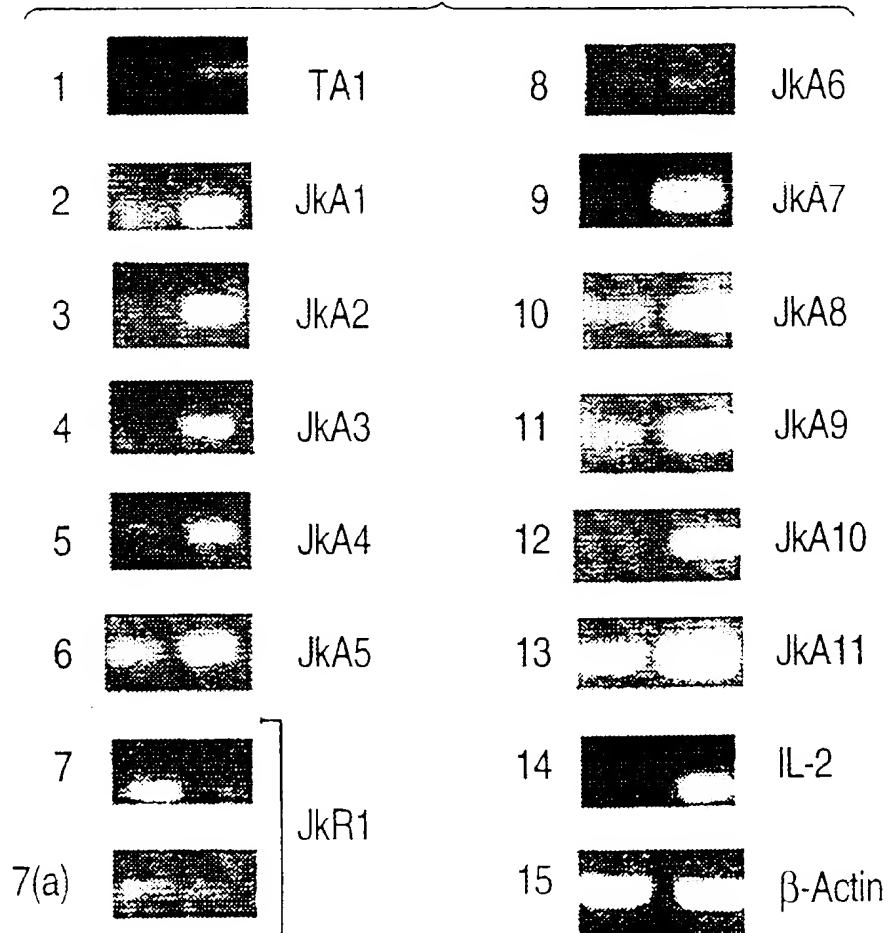 1 TA1
2 JkA1
3 JkA2
4 JkA3
5 JkA4
6 JkA5
7
7(a)
JkR1
8 JkA6
9 JkA7
10 JkA8
11 JkA9
12 JkA10
13 JkA11
14 IL-2
15 β-Actin